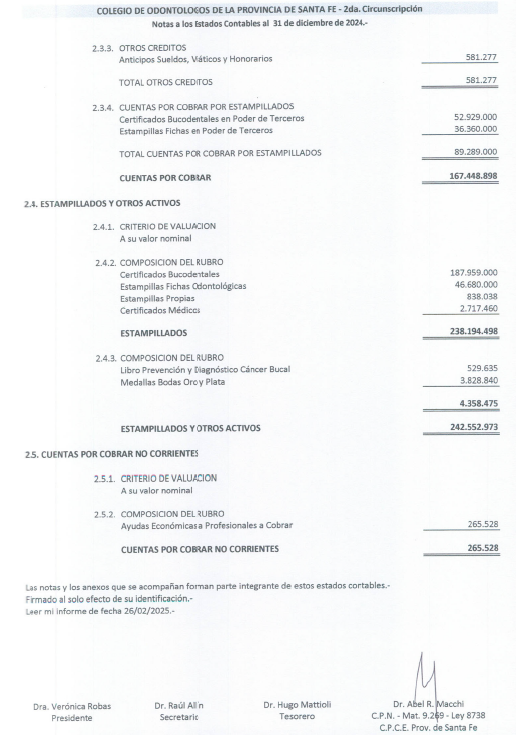 COLEGIO DE ODONTOLOGOS DE LA PROVINCIA DE SANTA FE - 2da. Circunscripción
Notas a los Estados Contables al 31 de diciembre de 2024.-
2.3.3. OTROS CREDITOS
Anticipos Sueldos, Viáticos y Honorarios 581.277
TOTAL OTROS CREDITOS 581.277
2.3.4. CUENTAS POR COBRAR POR ESTAMPILLADOS
Certificados Bucodentales en Poder de Terceros 52.929.000
Estampillas Fichas en Poder de Terceros 36.360.000
TOTAL CUENTAS POR COBRAR POR ESTAMPILLADOS 89.289.000
CUENTAS POR COBRAR 167.448.898
2.4. ESTAMPILLADOS Y OTROS ACTIVOS
2.4.1. CRITERIO DE VALUACION
A su valor nominal
2.4.2. COMPOSICION DEL RUBRO
Certificados Bucodentales 187.959.000
Estampillas Fichas Odontológicas 46.680.000
Estampillas Propias 838.038
Certificados Médicos 2.717.460
ESTAMPILLADOS 238.194.498
2.4.3. COMPOSICION DEL RUBRO
Libro Prevención y Diagnóstico Cáncer Bucal 529.635
Medallas Bodas Oro y Plata 3.828.840
4.358.475
ESTAMPILLADOS Y OTROS ACTIVOS 242.552.973
2.5. CUENTAS POR COBRAR NO CORRIENTES
2.5.1. CRITERIO DE VALUACION
A su valor nominal
2.5.2. COMPOSICION DEL RUBRO
Ayudas Económicas a Profesionales a Cobrar 265.528
CUENTAS POR COBRAR NO CORRIENTES 265.528
Las notas y los anexos que se acompañan forman parte integrante de estos estados contables.-
Firmado al solo efecto de su identificación.-
Leer mi informe de fecha 26/02/2025.-
Dra. Verónica Robas Dr. Raúl Allin Dr. Hugo Mattioli Dr. Abel R. Macchi
Presidente Secretario Tesorero C.P.N. - Mat. 9.269 - Ley 8738
C.P.C.E. Prov. de Santa Fe